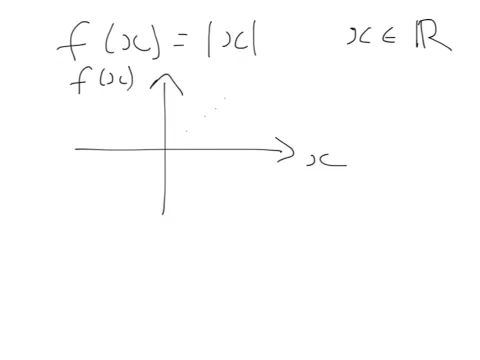 f(x) = |x| x ∈ ℝ
f(x)
x